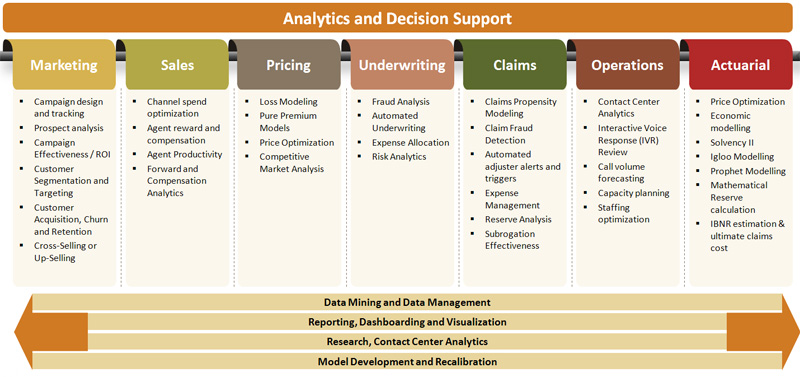 Analytics and Decision Support
Marketing
Campaign design
and tracking
Prospect analysis
Campaign
Effectiveness / ROI
Customer
Segmentation and
Targeting
Customer
Acquisition, Churn
and Retention
Cross-Selling or
Up-Selling
Sales
Channel spend
optimization
Agent reward and
compensation
Agent Productivity
Forward and
Compensation
Analytics
Pricing
Loss Modeling
Pure Premium
Models
Price Optimization
Competitive
Market Analysis
Underwriting
Fraud Analysis
Automated
Underwriting
Expense Allocation
Risk Analytics
Claims
Claims Propensity
Modeling
Claim Fraud
Detection
Automated
adjuster alerts and
triggers
Expense
Management
Reserve Analysis
Subrogation
Effectiveness
Operations
Contact Center
Analytics
Interactive Voice
Response (IVR)
Review
Call volume
forecasting
Capacity planning
Staffing
optimization
Actuarial
Price Optimization
Economic
modelling
Solvency II
Igloo Modelling
Prophet Modelling
Mathematical
Reserve
calculation
IBNR estimation &
ultimate claims
cost
Data Mining and Data Management
Reporting, Dashboarding and Visualization
Research, Contact Center Analytics
Model Development and Recalibration